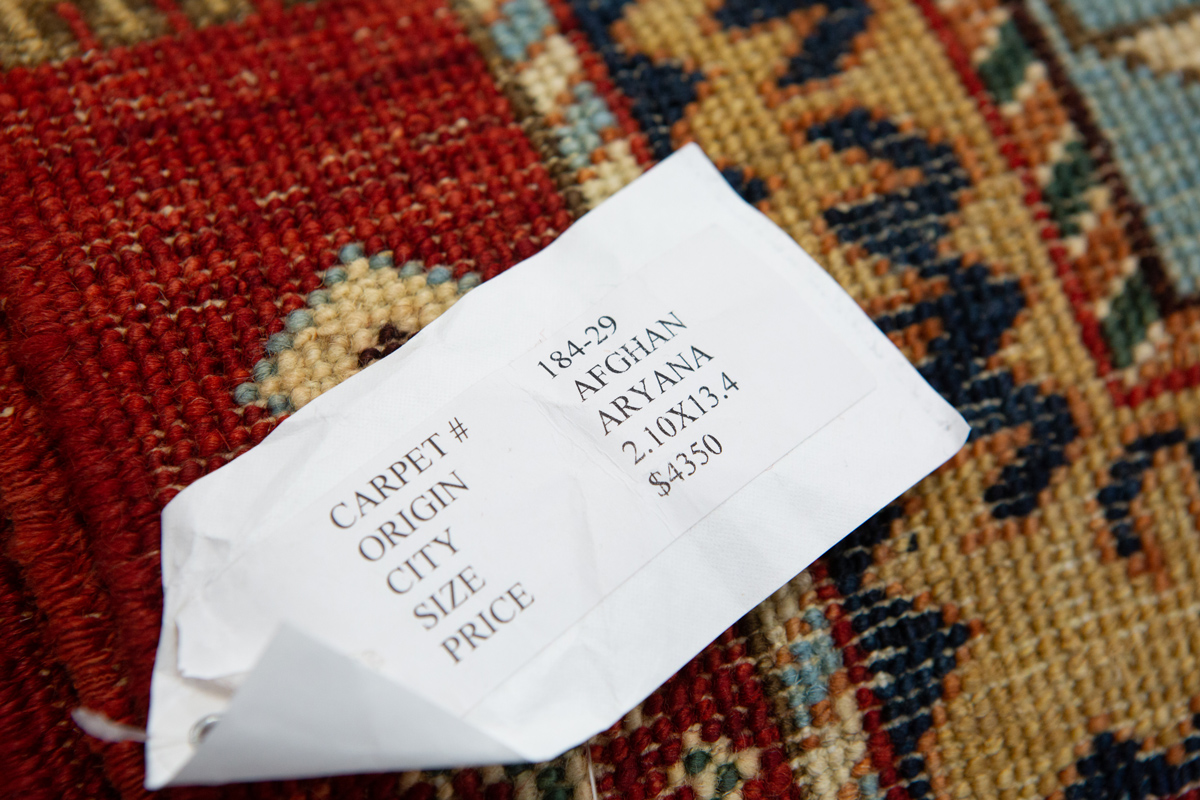 CARPET # 184-29
ORIGIN AFGHAN
CITY ARYANA
SIZE 2.10X13.4
PRICE $4350